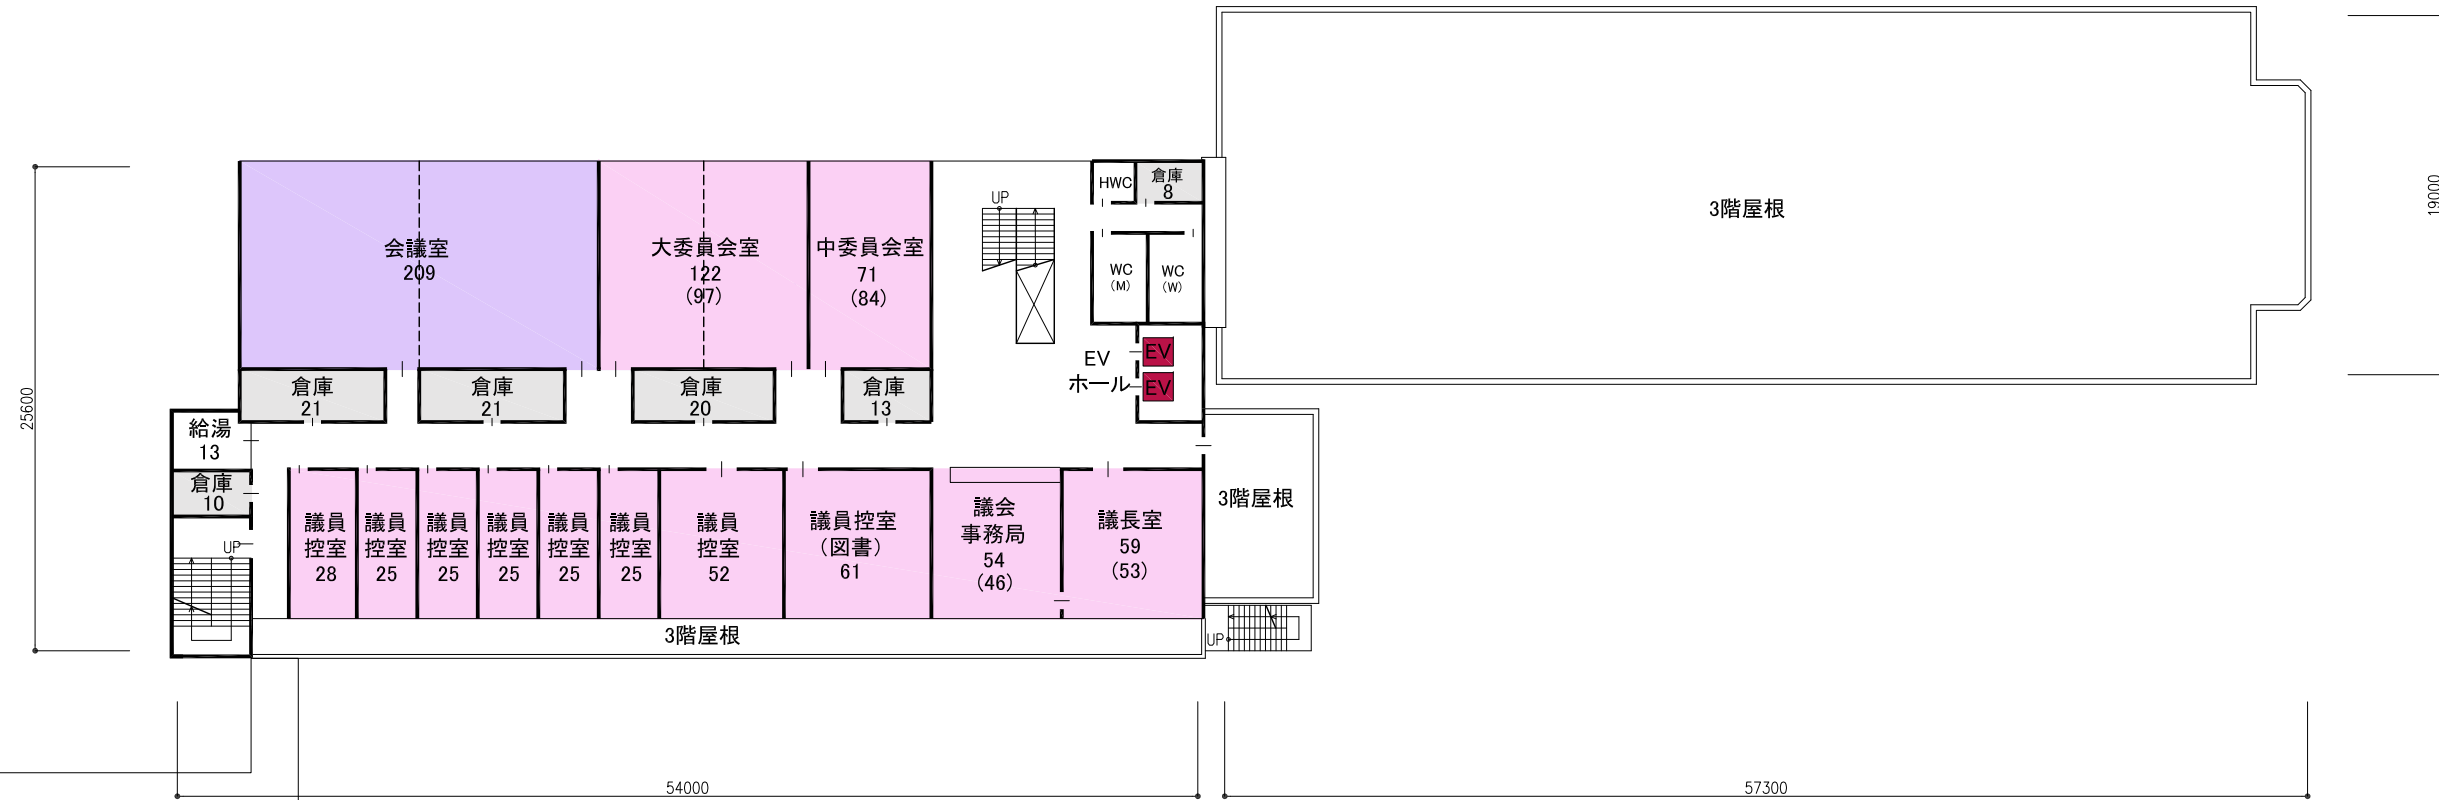 3階屋根
19000
25600
会議室
209
大委員会室
122
(97)
中委員会室
71
(84)
UP
HWC
倉庫
8
WC
(M)
WC
(W)
EV
ホール
EV
EV
倉庫
21
倉庫
21
倉庫
20
倉庫
13
給湯
13
倉庫
10
UP
議員
控室
28
議員
控室
25
議員
控室
25
議員
控室
25
議員
控室
25
議員
控室
25
議員
控室
52
議員控室
(図書)
61
議会
事務局
54
(46)
議長室
59
(53)
3階屋根
3階屋根
UP
54000
57300